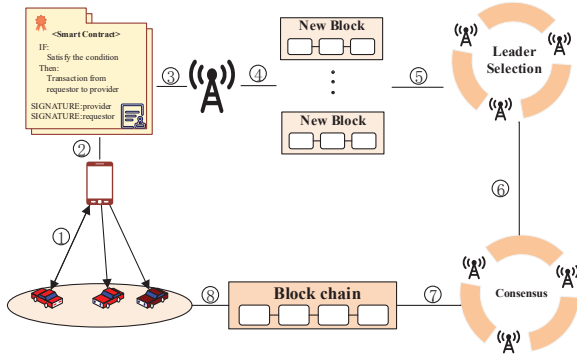 <Smart Contract>
IF:
Satisfy the condition
Then:
Transaction from
requestor to provider
SIGNATURE:provider
SIGNATURE:requestor
③
④
New Block
New Block
⑤
Leader
Selection
②
①
⑥
⑧
Block chain
⑦
Consensus